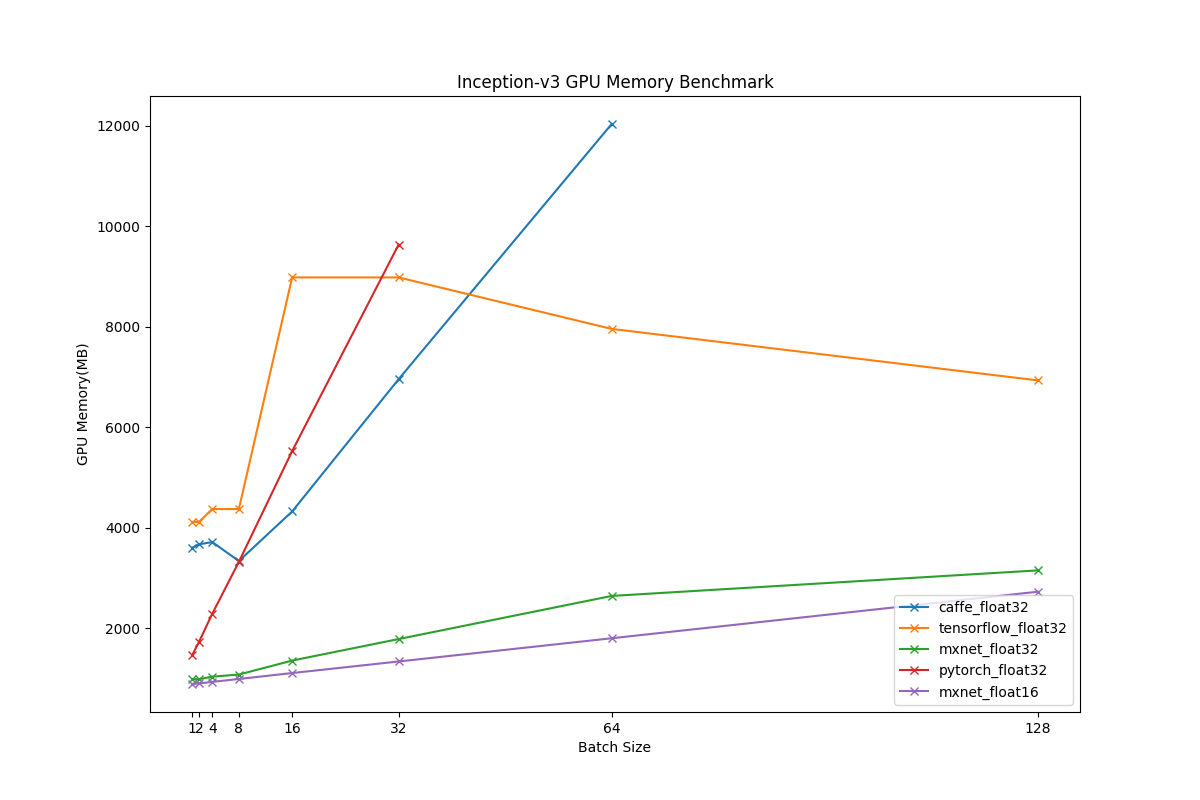 Inception-v3 GPU Memory Benchmark
12000
10000
8000
6000
4000
2000
GPU Memory(MB)
1 2 4 8 16 32 64 128
Batch Size
caffe_float32
tensorflow_float32
mxnet_float32
pytorch_float32
mxnet_float16